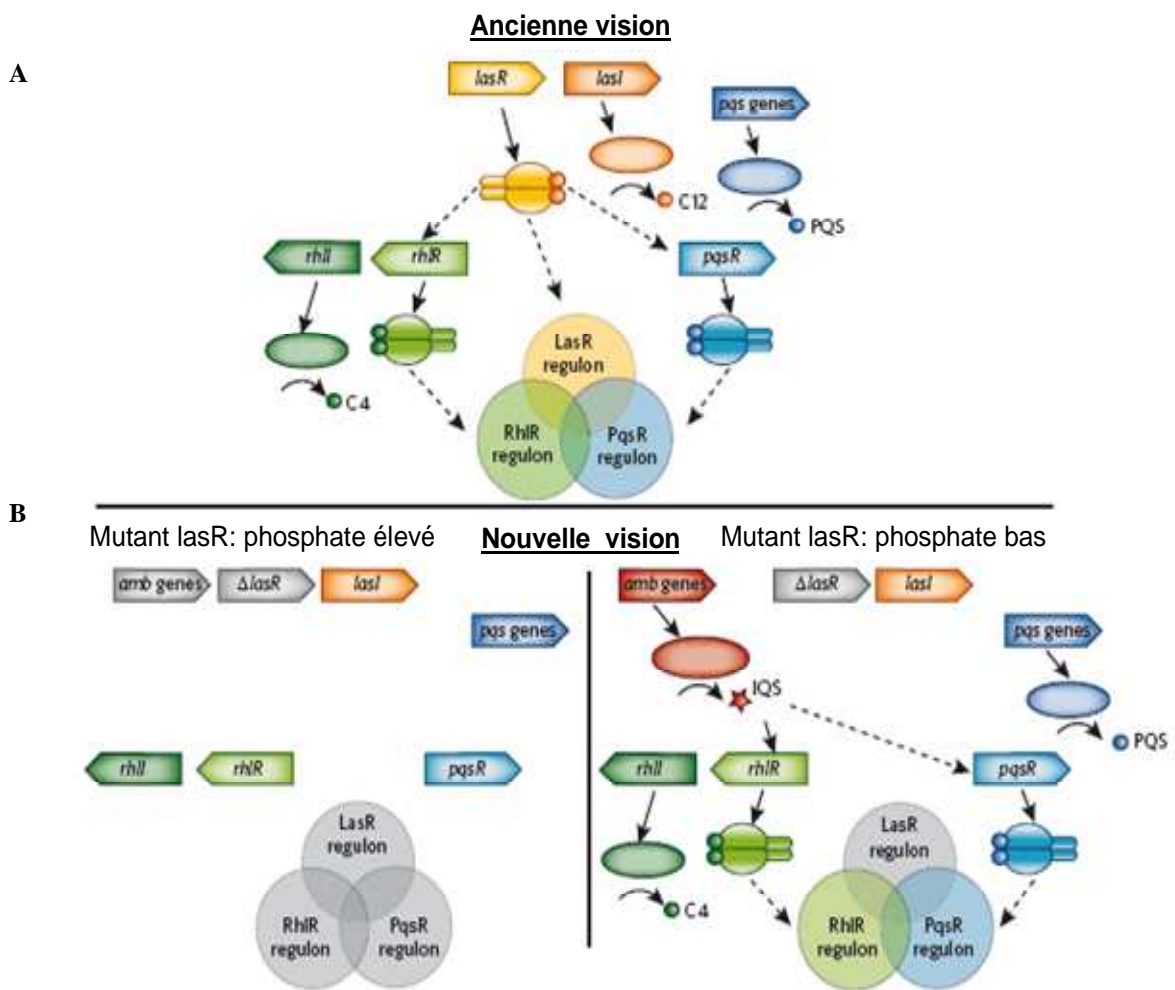 Ancienne vision
A
lasR lasI
pqs genes
C12
PQS
rhlI rhlR pqsR
C4
LasR
regulon
RhlR
regulon
PqsR
regulon
B
Mutant lasR: phosphate élevé Nouvelle vision Mutant lasR: phosphate bas
amb genes ΔlasR lasI
pqs genes
rhlI rhlR pqsR
LasR
regulon
RhlR
regulon
PqsR
regulon
amb genes ΔlasR lasI
pqs genes
IQS
PQS
rhlI rhlR pqsR
C4
LasR
regulon
RhlR
regulon
PqsR
regulon